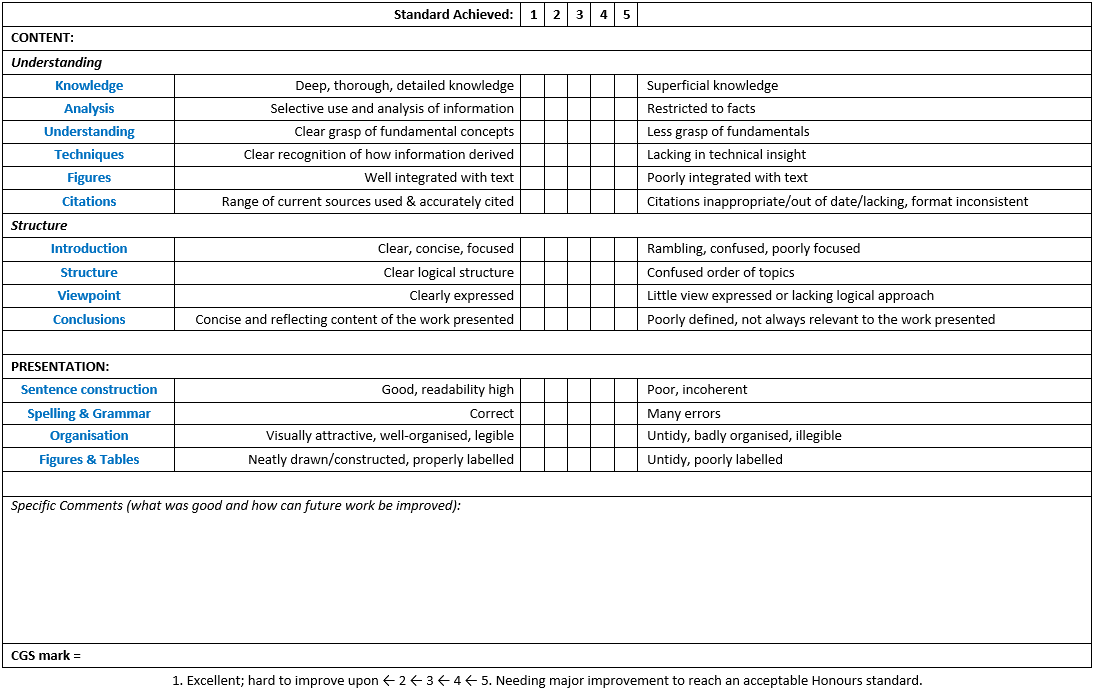 Standard Achieved: 1 2 3 4 5
CONTENT:
Understanding
Knowledge Deep, thorough, detailed knowledge Superficial knowledge
Analysis Selective use and analysis of information Restricted to facts
Understanding Clear grasp of fundamental concepts Less grasp of fundamentals
Techniques Clear recognition of how information derived Lacking in technical insight
Figures Well integrated with text Poorly integrated with text
Citations Range of current sources used & accurately cited Citations inappropriate/out of date/lacking, format inconsistent
Structure
Introduction Clear, concise, focused Rambling, confused, poorly focused
Structure Clear logical structure Confused order of topics
Viewpoint Clearly expressed Little view expressed or lacking logical approach
Conclusions Concise and reflecting content of the work presented Poorly defined, not always relevant to the work presented
PRESENTATION:
Sentence construction Good, readability high Poor, incoherent
Spelling & Grammar Correct Many errors
Organisation Visually attractive, well-organised, legible Untidy, badly organised, illegible
Figures & Tables Neatly drawn/constructed, properly labelled Untidy, poorly labelled
Specific Comments (what was good and how can future work be improved):
CGS mark =
1. Excellent; hard to improve upon ← 2 ← 3 ← 4 ← 5. Needing major improvement to reach an acceptable Honours standard.